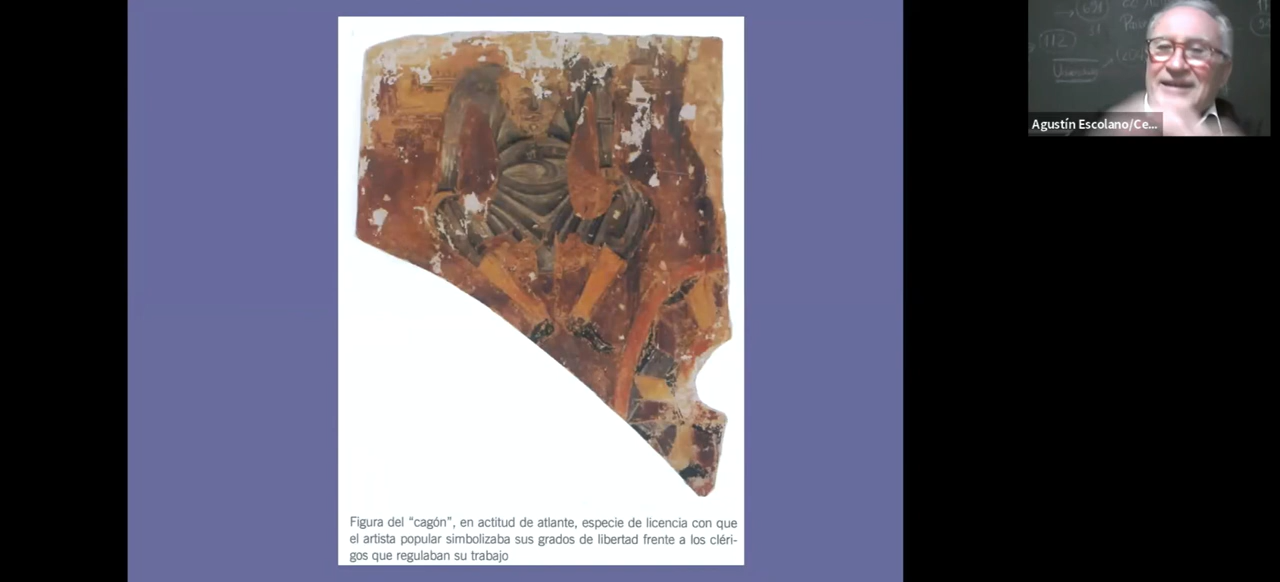 Agustín Escolano/Ce...
Figura del “cagón”, en actitud de atlante, especie de licencia con que
el artista popular simbolizaba sus grados de libertad frente a los cléri-
gos que regulaban su trabajo